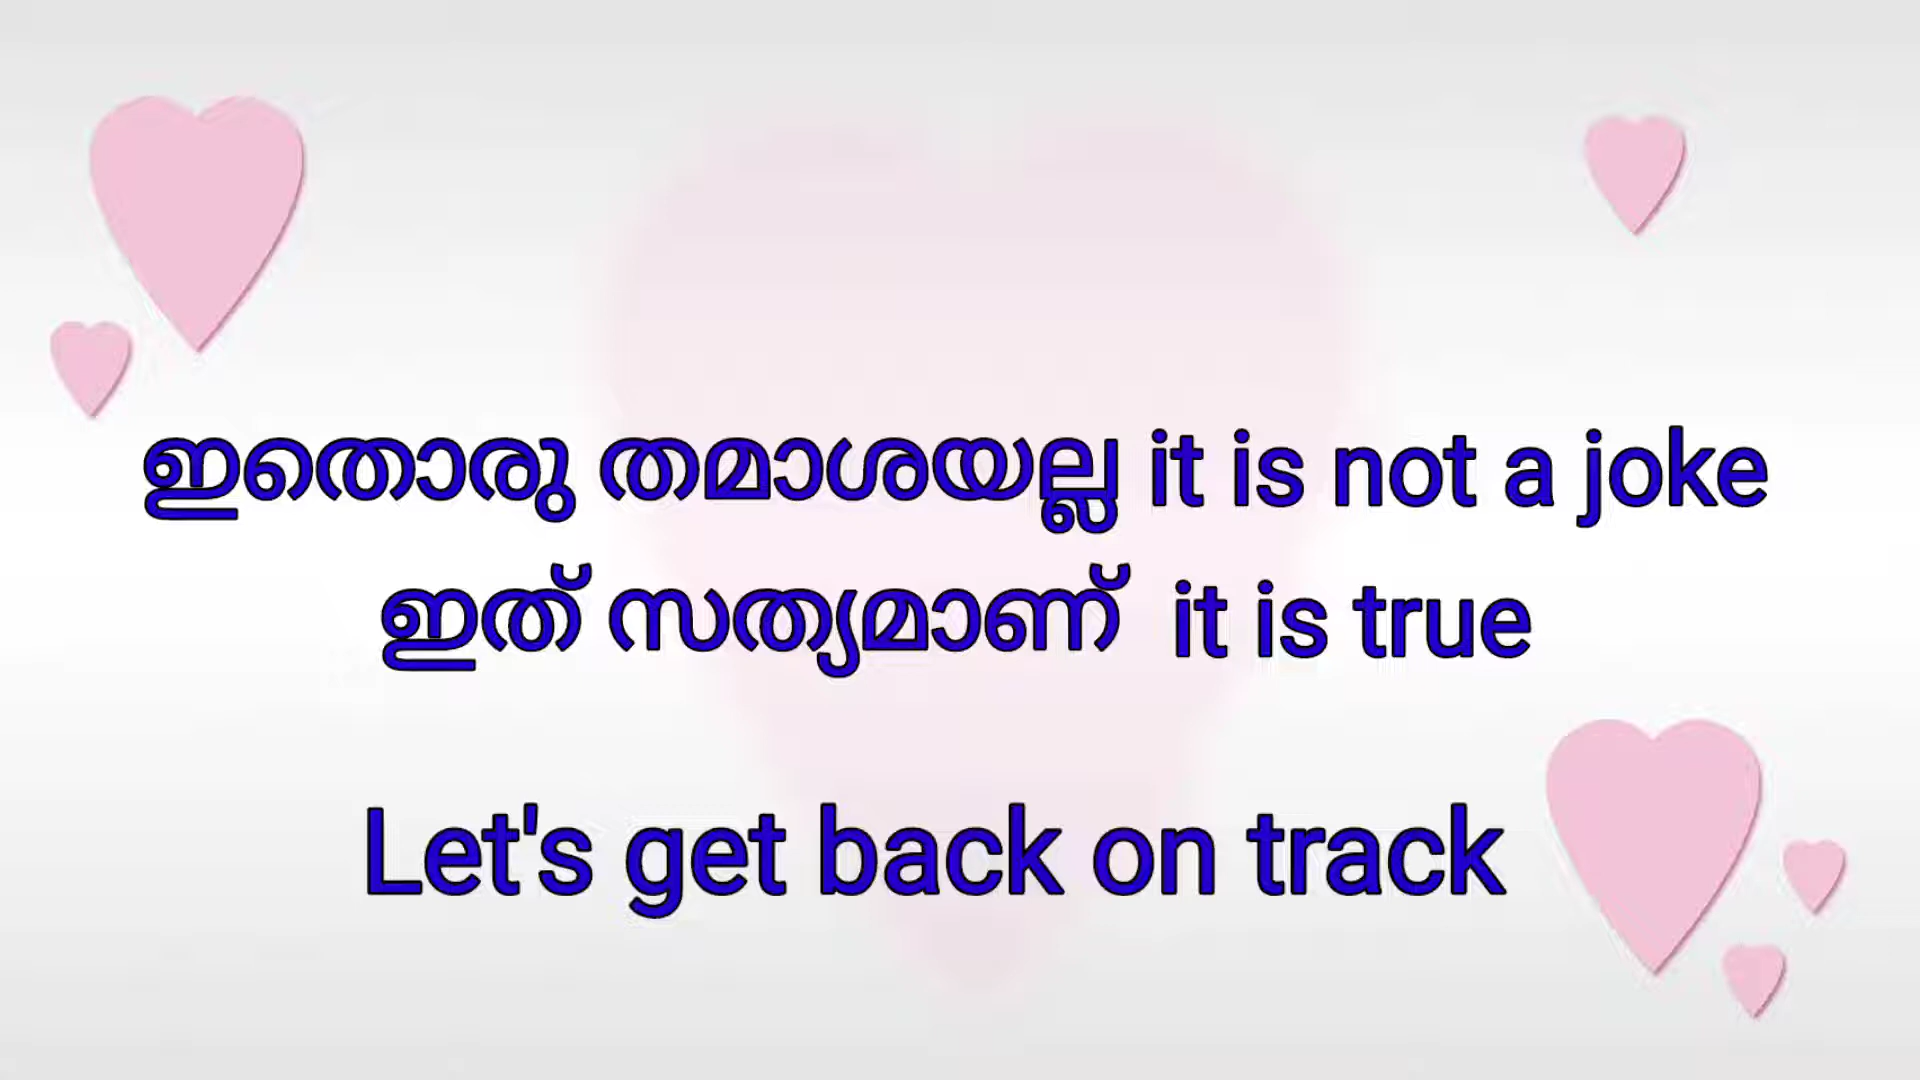 ഇതൊരു തമാശയല്ല it is not a joke
ഇത് സത്യമാണ് it is true
Let's get back on track